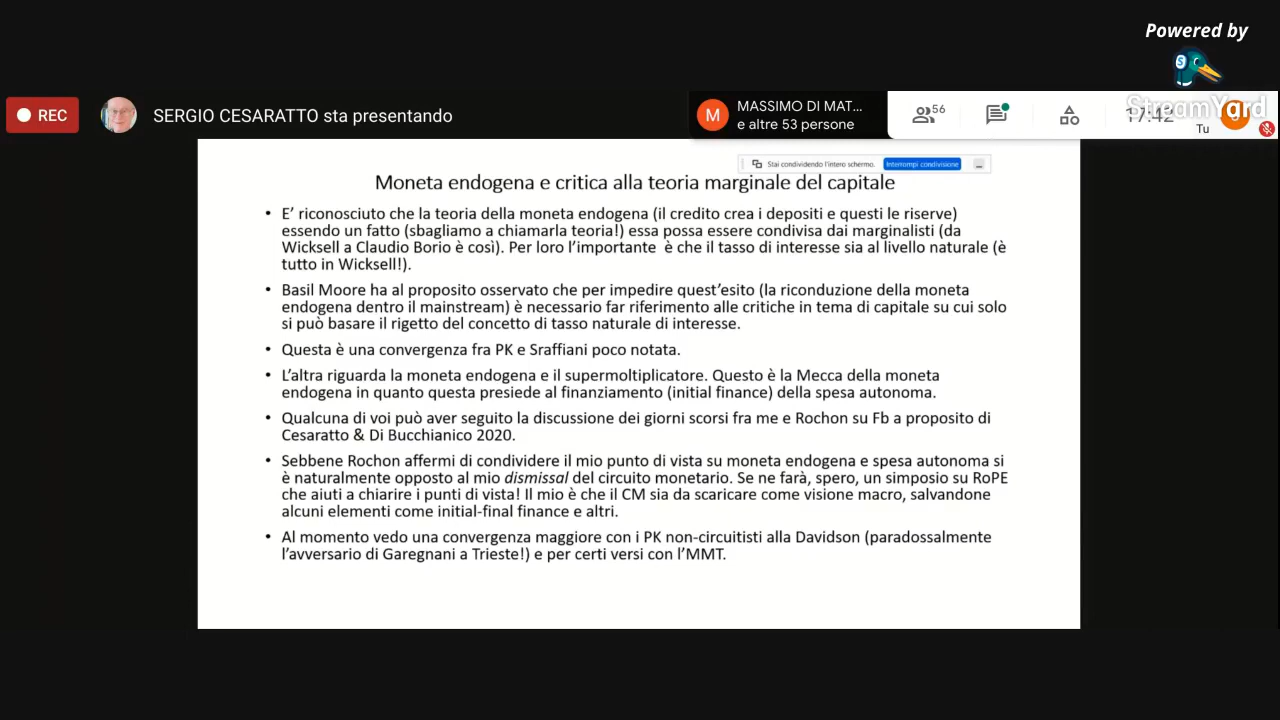 Powered by
StreamYard
REC
SERGIO CESARATTO sta presentando
MASSIMO DI MAT...
e altre 53 persone
56
17:42
Tu
Stai condividendo l'intero schermo. Interrompi condivisione
Moneta endogena e critica alla teoria marginale del capitale
• E' riconosciuto che la teoria della moneta endogena (il credito crea i depositi e questi le riserve)
essendo un fatto (sbagliamo a chiamarla teoria!) essa possa essere condivisa dai marginalisti (da
Wicksell a Claudio Borio è così). Per loro l'importante è che il tasso di interesse sia al livello naturale (è
tutto in Wicksell!).
• Basil Moore ha al proposito osservato che per impedire quest'esito (la riconduzione della moneta
endogena dentro il mainstream) è necessario far riferimento alle critiche in tema di capitale su cui solo
si può basare il rigetto del concetto di tasso naturale di interesse.
• Questa è una convergenza fra PK e Sraffiani poco notata.
• L'altra riguarda la moneta endogena e il supermoltiplicatore. Questo è la Mecca della moneta
endogena in quanto questa presiede al finanziamento (initial finance) della spesa autonoma.
• Qualcuna di voi può aver seguito la discussione dei giorni scorsi fra me e Rochon su Fb a proposito di
Cesaratto & Di Bucchianico 2020.
• Sebbene Rochon affermi di condividere il mio punto di vista su moneta endogena e spesa autonoma si
è naturalmente opposto al mio dismissal del circuito monetario. Se ne farà, spero, un simposio su RoPE
che aiuti a chiarire i punti di vista! Il mio è che il CM sia da scaricare come visione macro, salvandone
alcuni elementi come initial-final finance e altri.
• Al momento vedo una convergenza maggiore con i PK non-circuitisti alla Davidson (paradossalmente
l'avversario di Garegnani a Trieste!) e per certi versi con l'MMT.